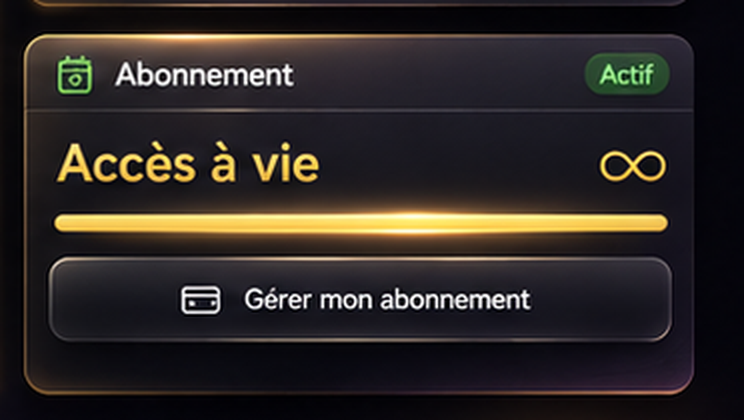 Abonnement
Actif
Accès à vie
∞
Gérer mon abonnement